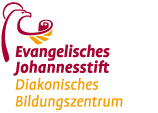 Evangelisches
Johannesstift
Diakonisches
Bildungszentrum